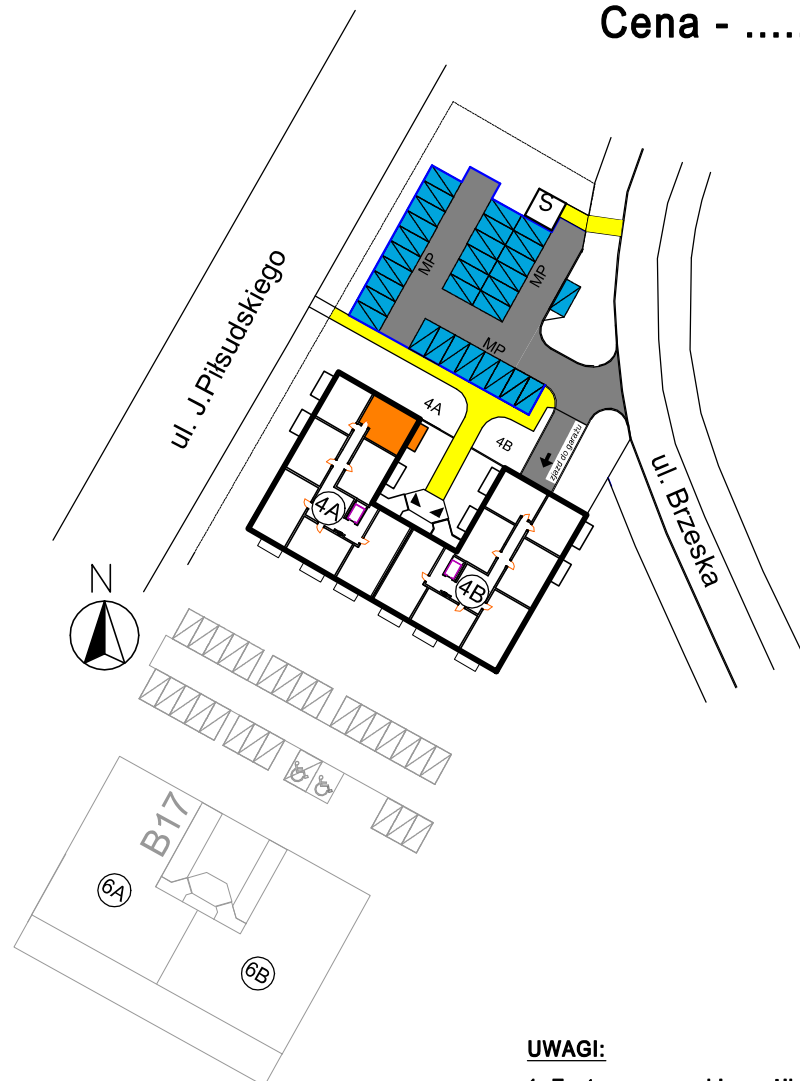 Cena - .....
S
MP
MP
MP
ul. J.Piłsudskiego
4A
4B
zjazd do garażu
4A
4B
ul. Brzeska
N
B17
6A
6B
UWAGI: